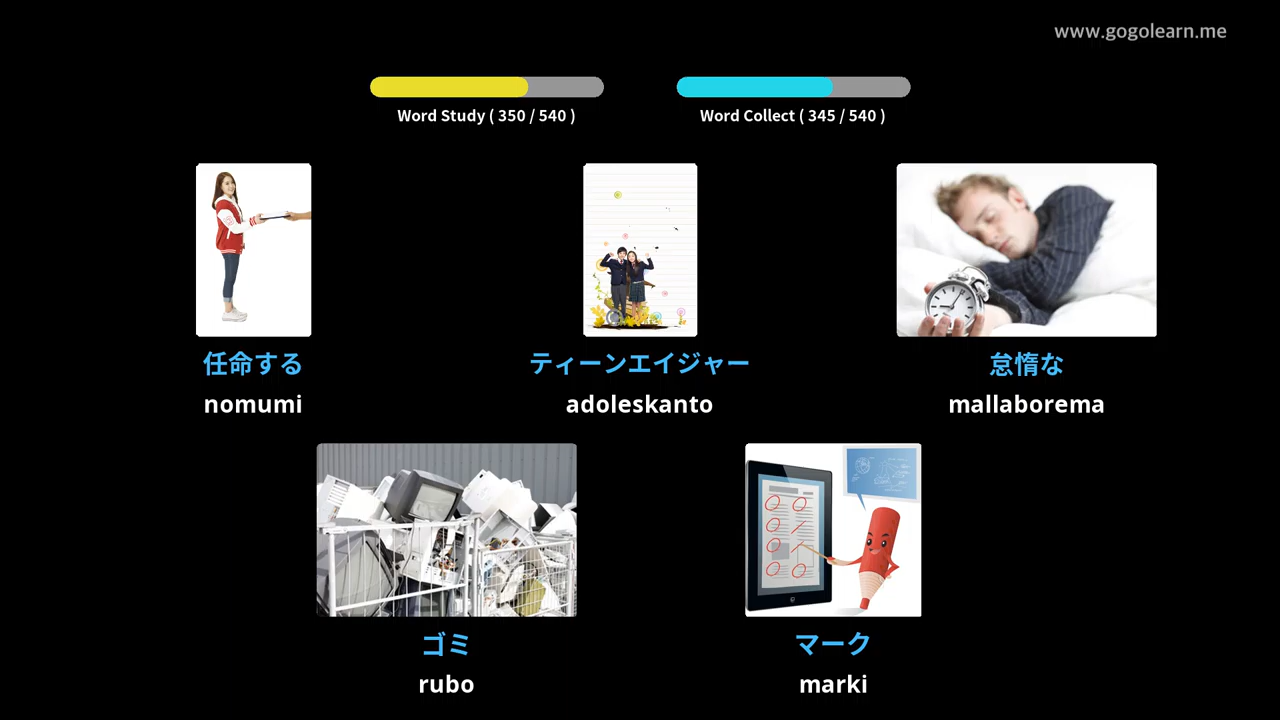 www.gogolearn.me
Word Study ( 350 / 540 )
Word Collect ( 345 / 540 )
任命する
nomumi
ティーンエイジャー
adoleskanto
怠惰な
mallaborema
ゴミ
rubo
マーク
marki